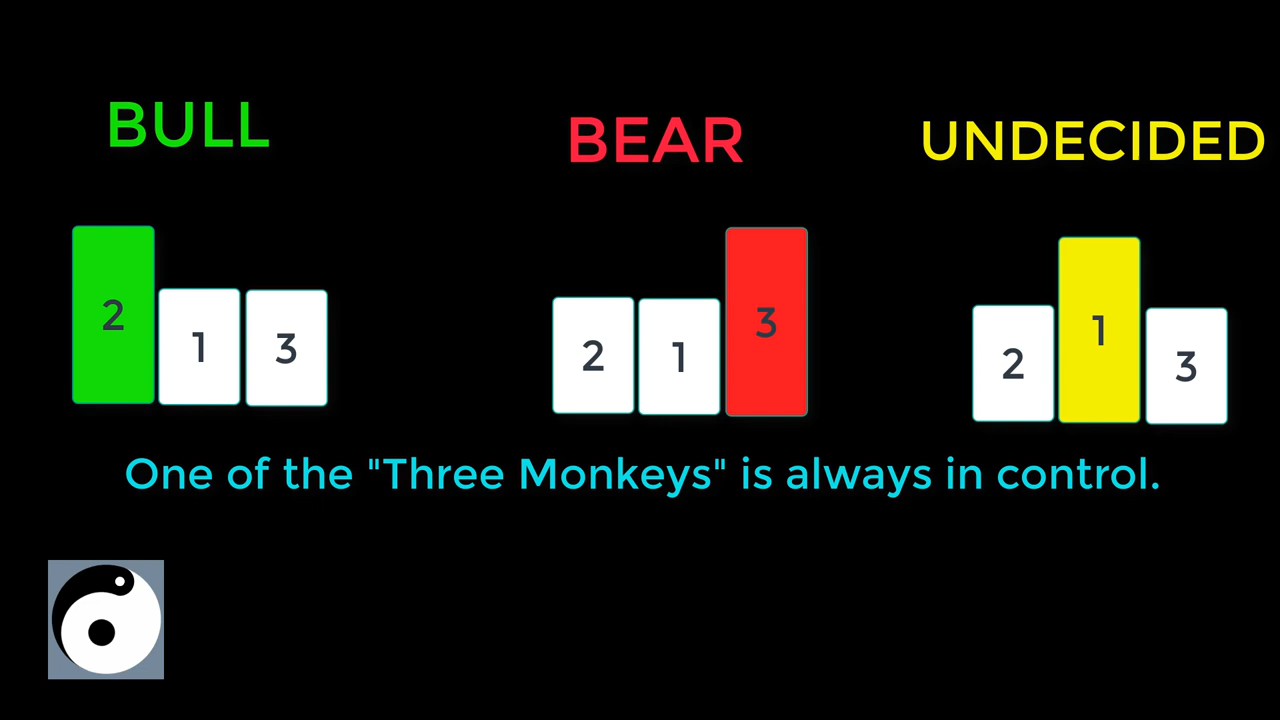 BULL
BEAR
UNDECIDED
2 1 3
2 1 3
2 1 3
One of the "Three Monkeys" is always in control.